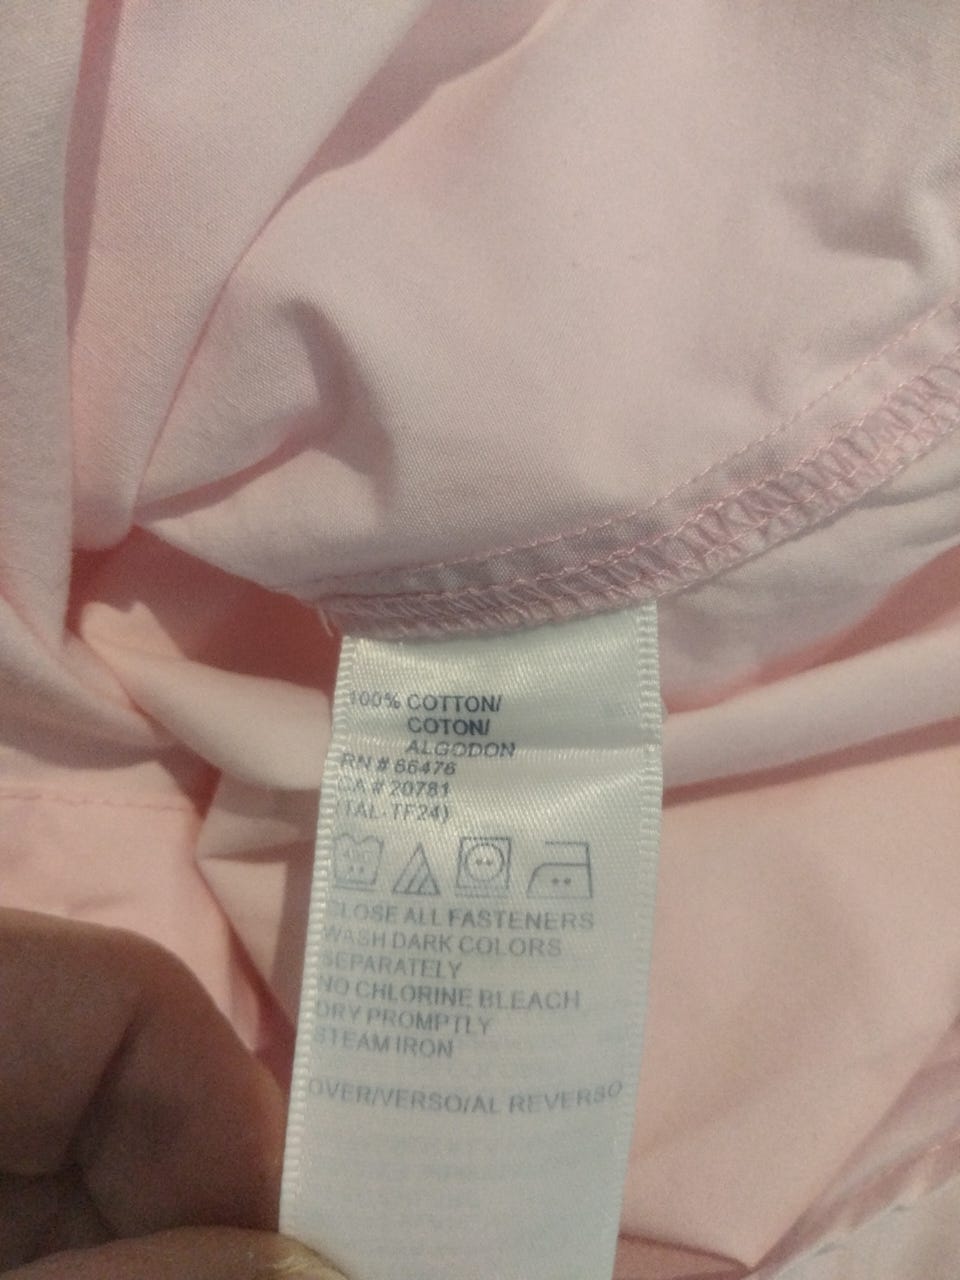 100% COTTON/
COTON/
ALGODON
RN # 66476
CA # 20781
(TAL-TF24)
CLOSE ALL FASTENERS
WASH DARK COLORS
SEPARATELY
NO CHLORINE BLEACH
DRY PROMPTLY
STEAM IRON
OVER/VERSO/AL REVERSO